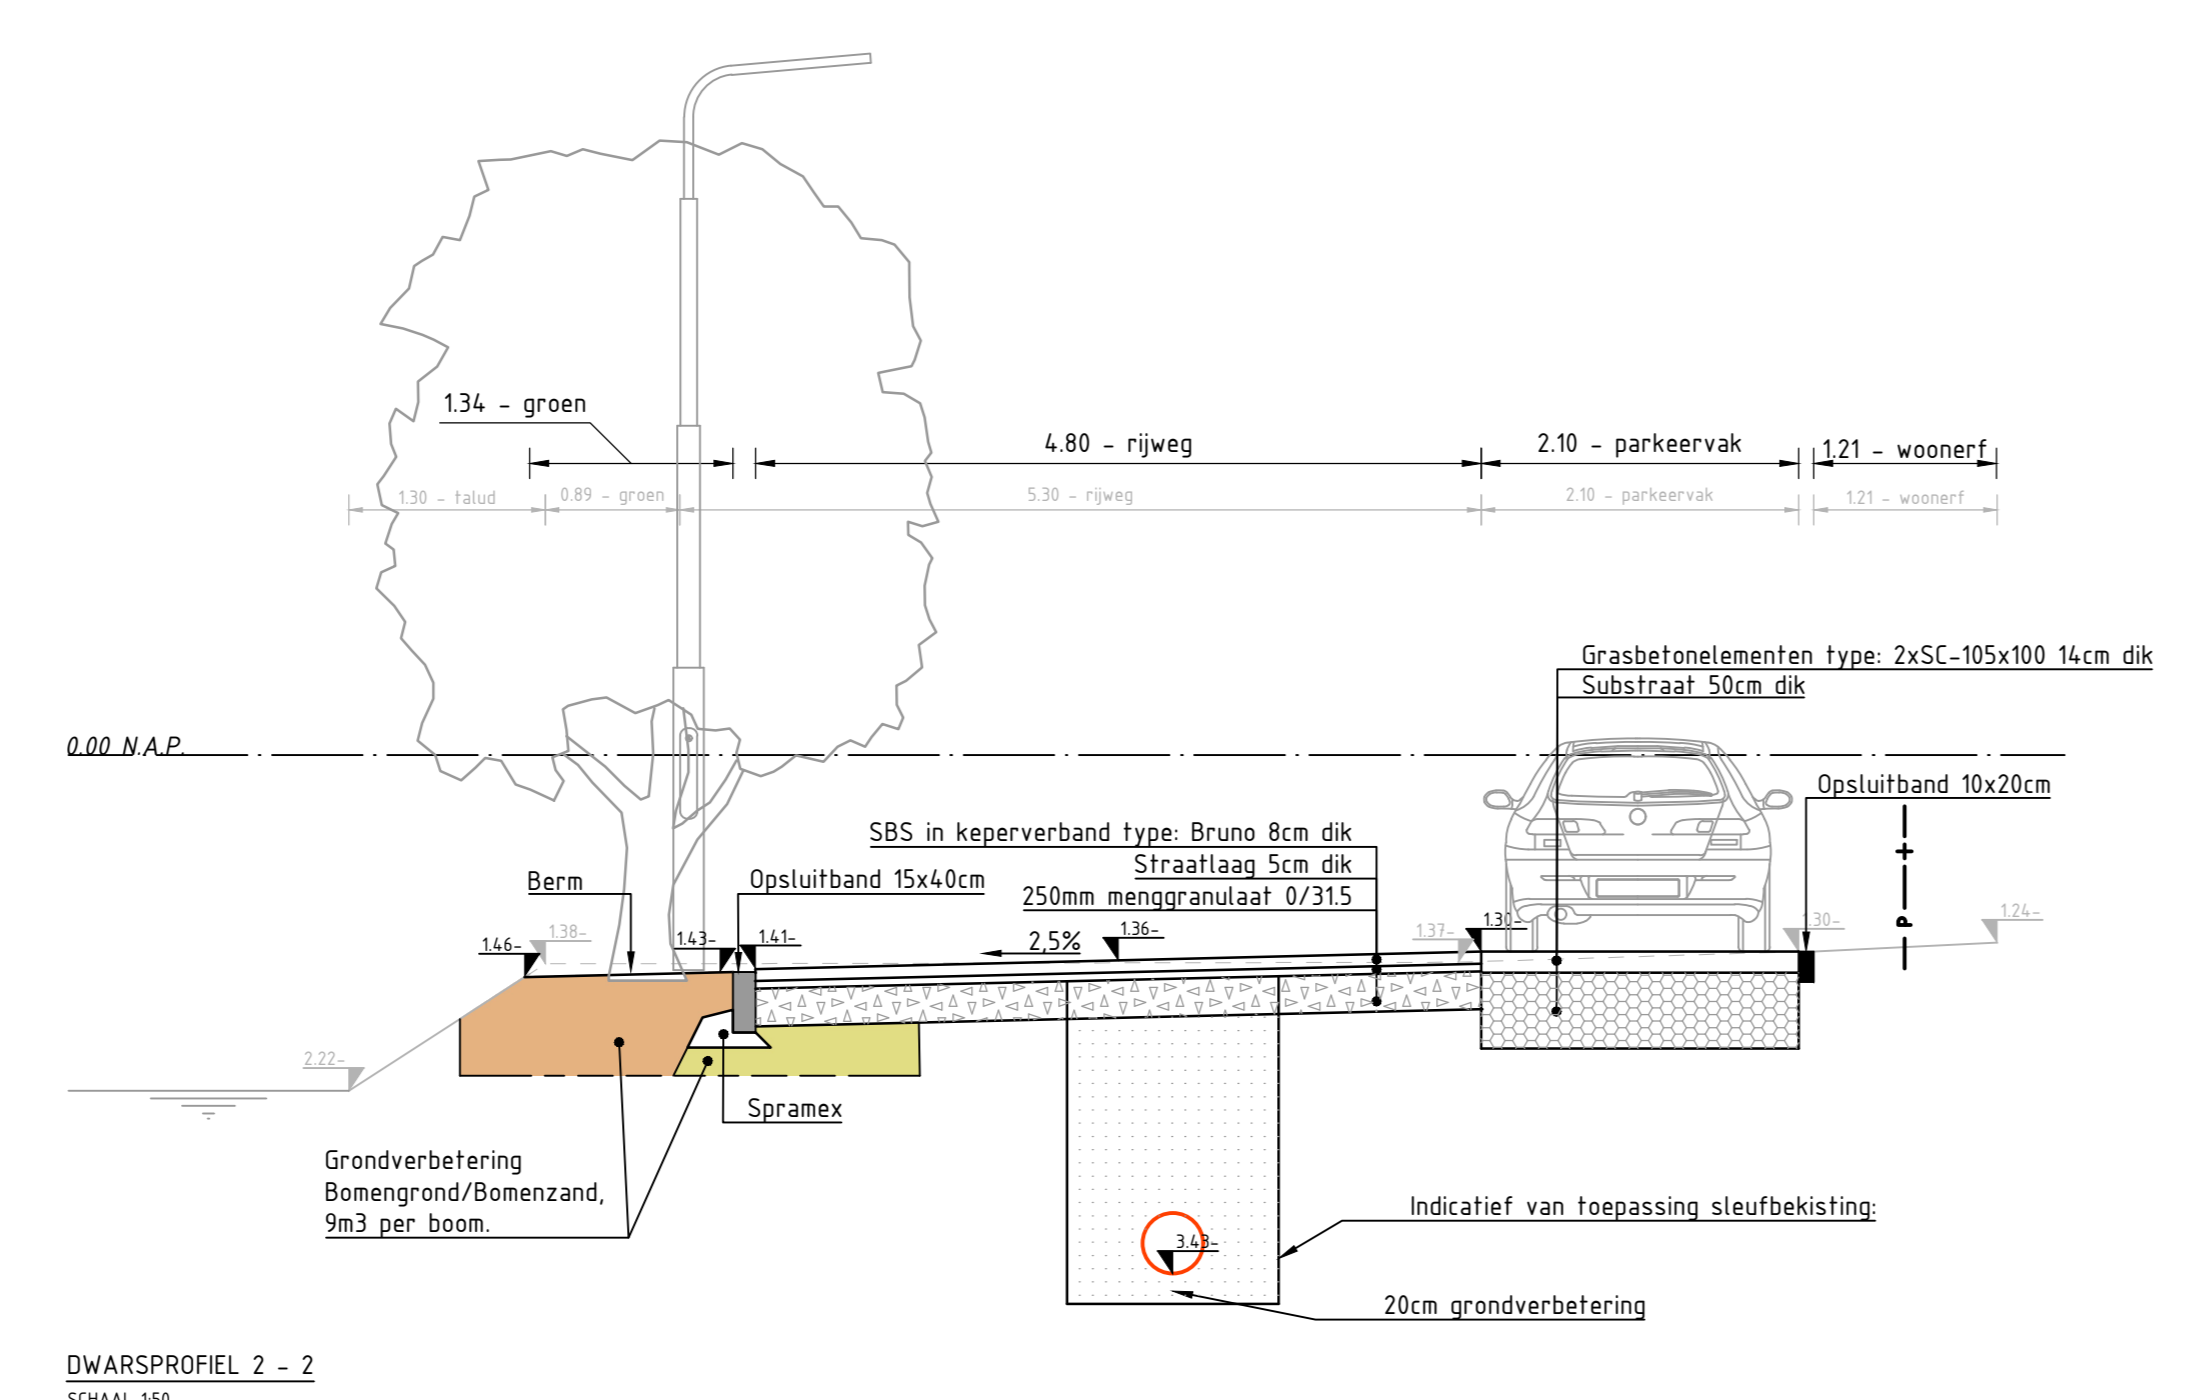 1.34 - groen
4.80 - rijweg
2.10 - parkeervak
1.21 - woonerf
1.30 - talud
0.89 - groen
5.30 - rijweg
2.10 - parkeervak
1.21 - woonerf
Grasbetonelementen type: 2xSC-105x100 14cm dik
Substraat 50cm dik
0.00 N.A.P.
Opsluitband 10x20cm
SBS in keperverband type: Bruno 8cm dik
Straatlaag 5cm dik
250mm menggranulaat 0/31.5
Berm
Opsluitband 15x40cm
P +
1.46-
1.38-
1.43-
1.41-
2,5%
1.36-
1.37-
1.30-
1.30-
1.24-
2.22-
Spramex
Grondverbetering
Bomengrond/Bomenzand,
9m3 per boom.
Indicatief van toepassing sleufbekisting:
3.43-
20cm grondverbetering
DWARSPROFIEL 2 - 2
SCHAAL 1:50